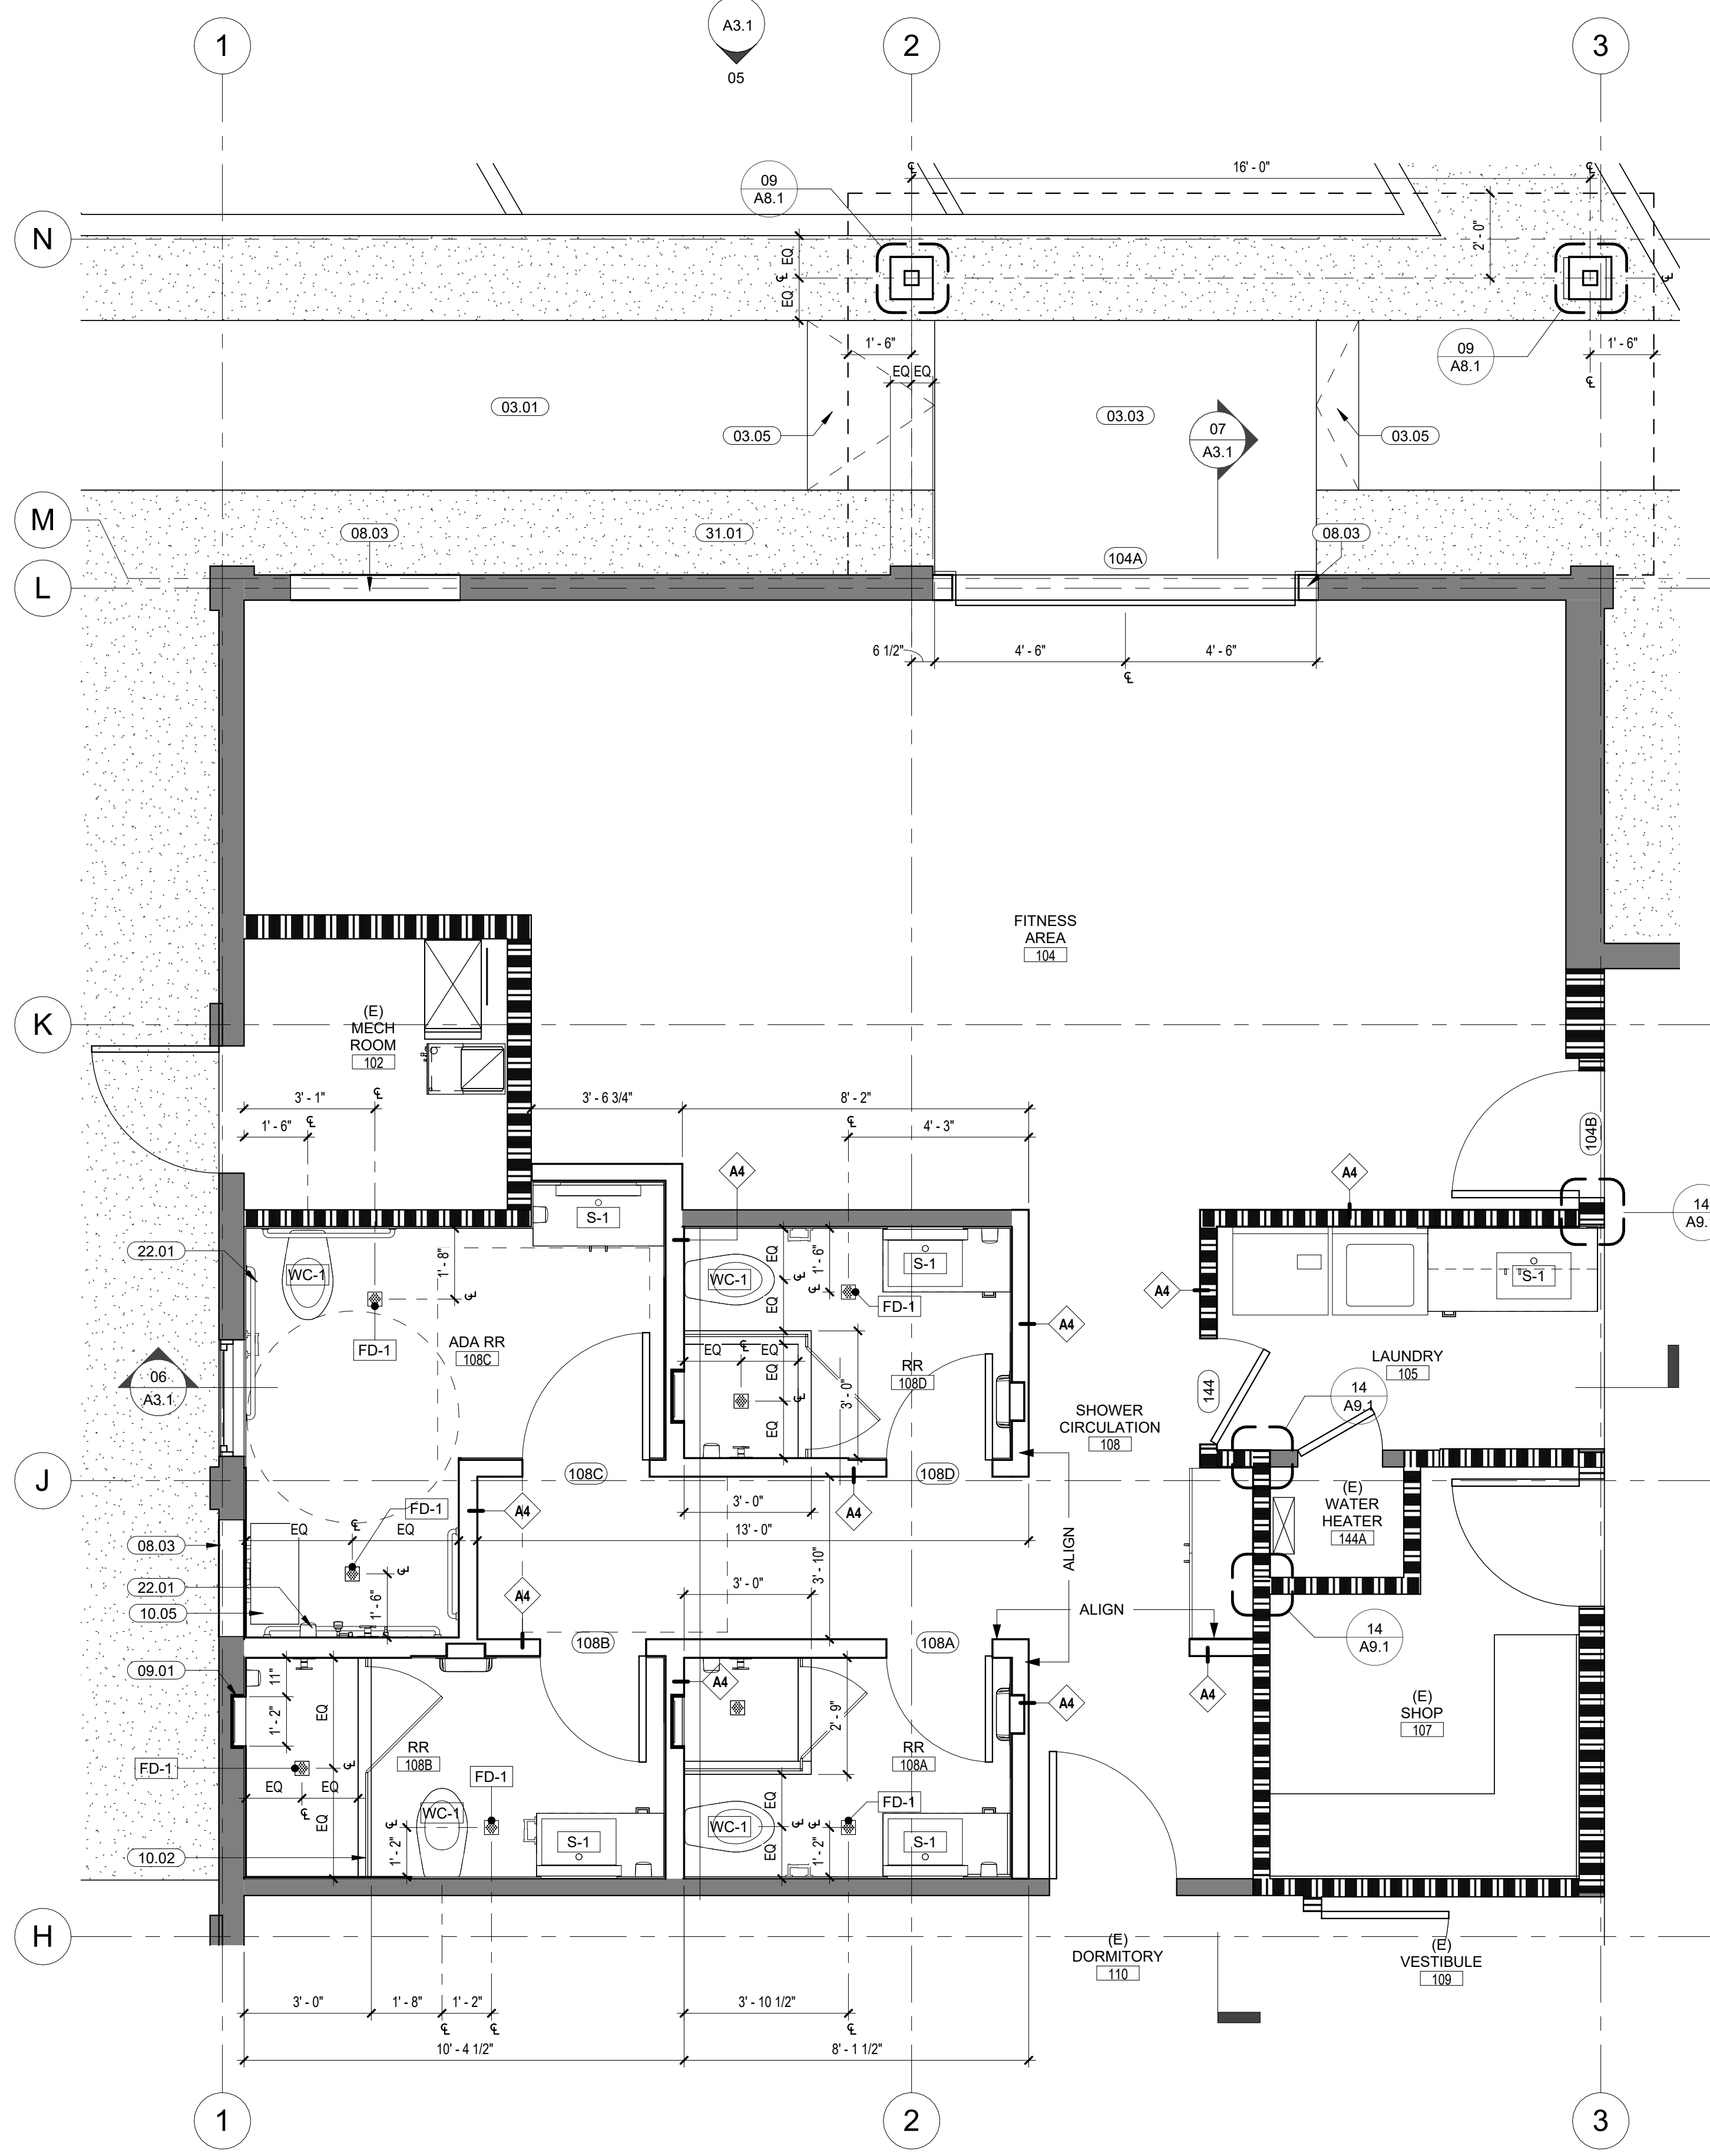 A3.1
05
1
2
3
℄
16' - 0"
℄
09
A8.1
2' - 0"
N
EQ
℄
EQ
℄
1' - 6"
09
A8.1
1' - 6"
℄
EQ
EQ
03.01
03.03
03.05
07
A3.1
03.05
M
08.03
31.01
08.03
104A
L
6 1/2"
4' - 6"
4' - 6"
℄
FITNESS
AREA
104
K
(E)
MECH
ROOM
102
3' - 1"
℄
3' - 6 3/4"
8' - 2"
1' - 6"
℄
℄
4' - 3"
104B
A4
A4
S-1
14
A9.
22.01
1' - 8"
EQ
1' - 6"
WC-1
WC-1
S-1
S-1
℄
℄
℄
A4
EQ
FD-1
A4
FD-1
ADA RR
108C
EQ
℄
EQ
EQ
RR
108D
LAUNDRY
105
06
A3.1
3' - 0"
℄
144
14
A9.1
SHOWER
CIRCULATION
108
EQ
J
108C
108D
FD-1
A4
3' - 0"
A4
(E)
WATER
HEATER
144A
EQ
℄
EQ
13' - 0"
08.03
ALIGN
3' - 10"
℄
22.01
3' - 0"
A4
10.05
1' - 6"
ALIGN
108B
108A
14
A9.1
09.01
11"
A4
A4
A4
1' - 2"
EQ
2' - 9"
(E)
SHOP
107
RR
108B
RR
108A
FD-1
℄
FD-1
EQ
EQ
℄
EQ
FD-1
WC-1
EQ
℄
WC-1
℄
℄
S-1
S-1
10.02
1' - 2"
EQ
1' - 2"
H
(E)
DORMITORY
110
(E)
VESTIBULE
109
3' - 0"
1' - 8"
1' - 2"
3' - 10 1/2"
℄
℄
℄
10' - 4 1/2"
8' - 1 1/2"
1
2
3